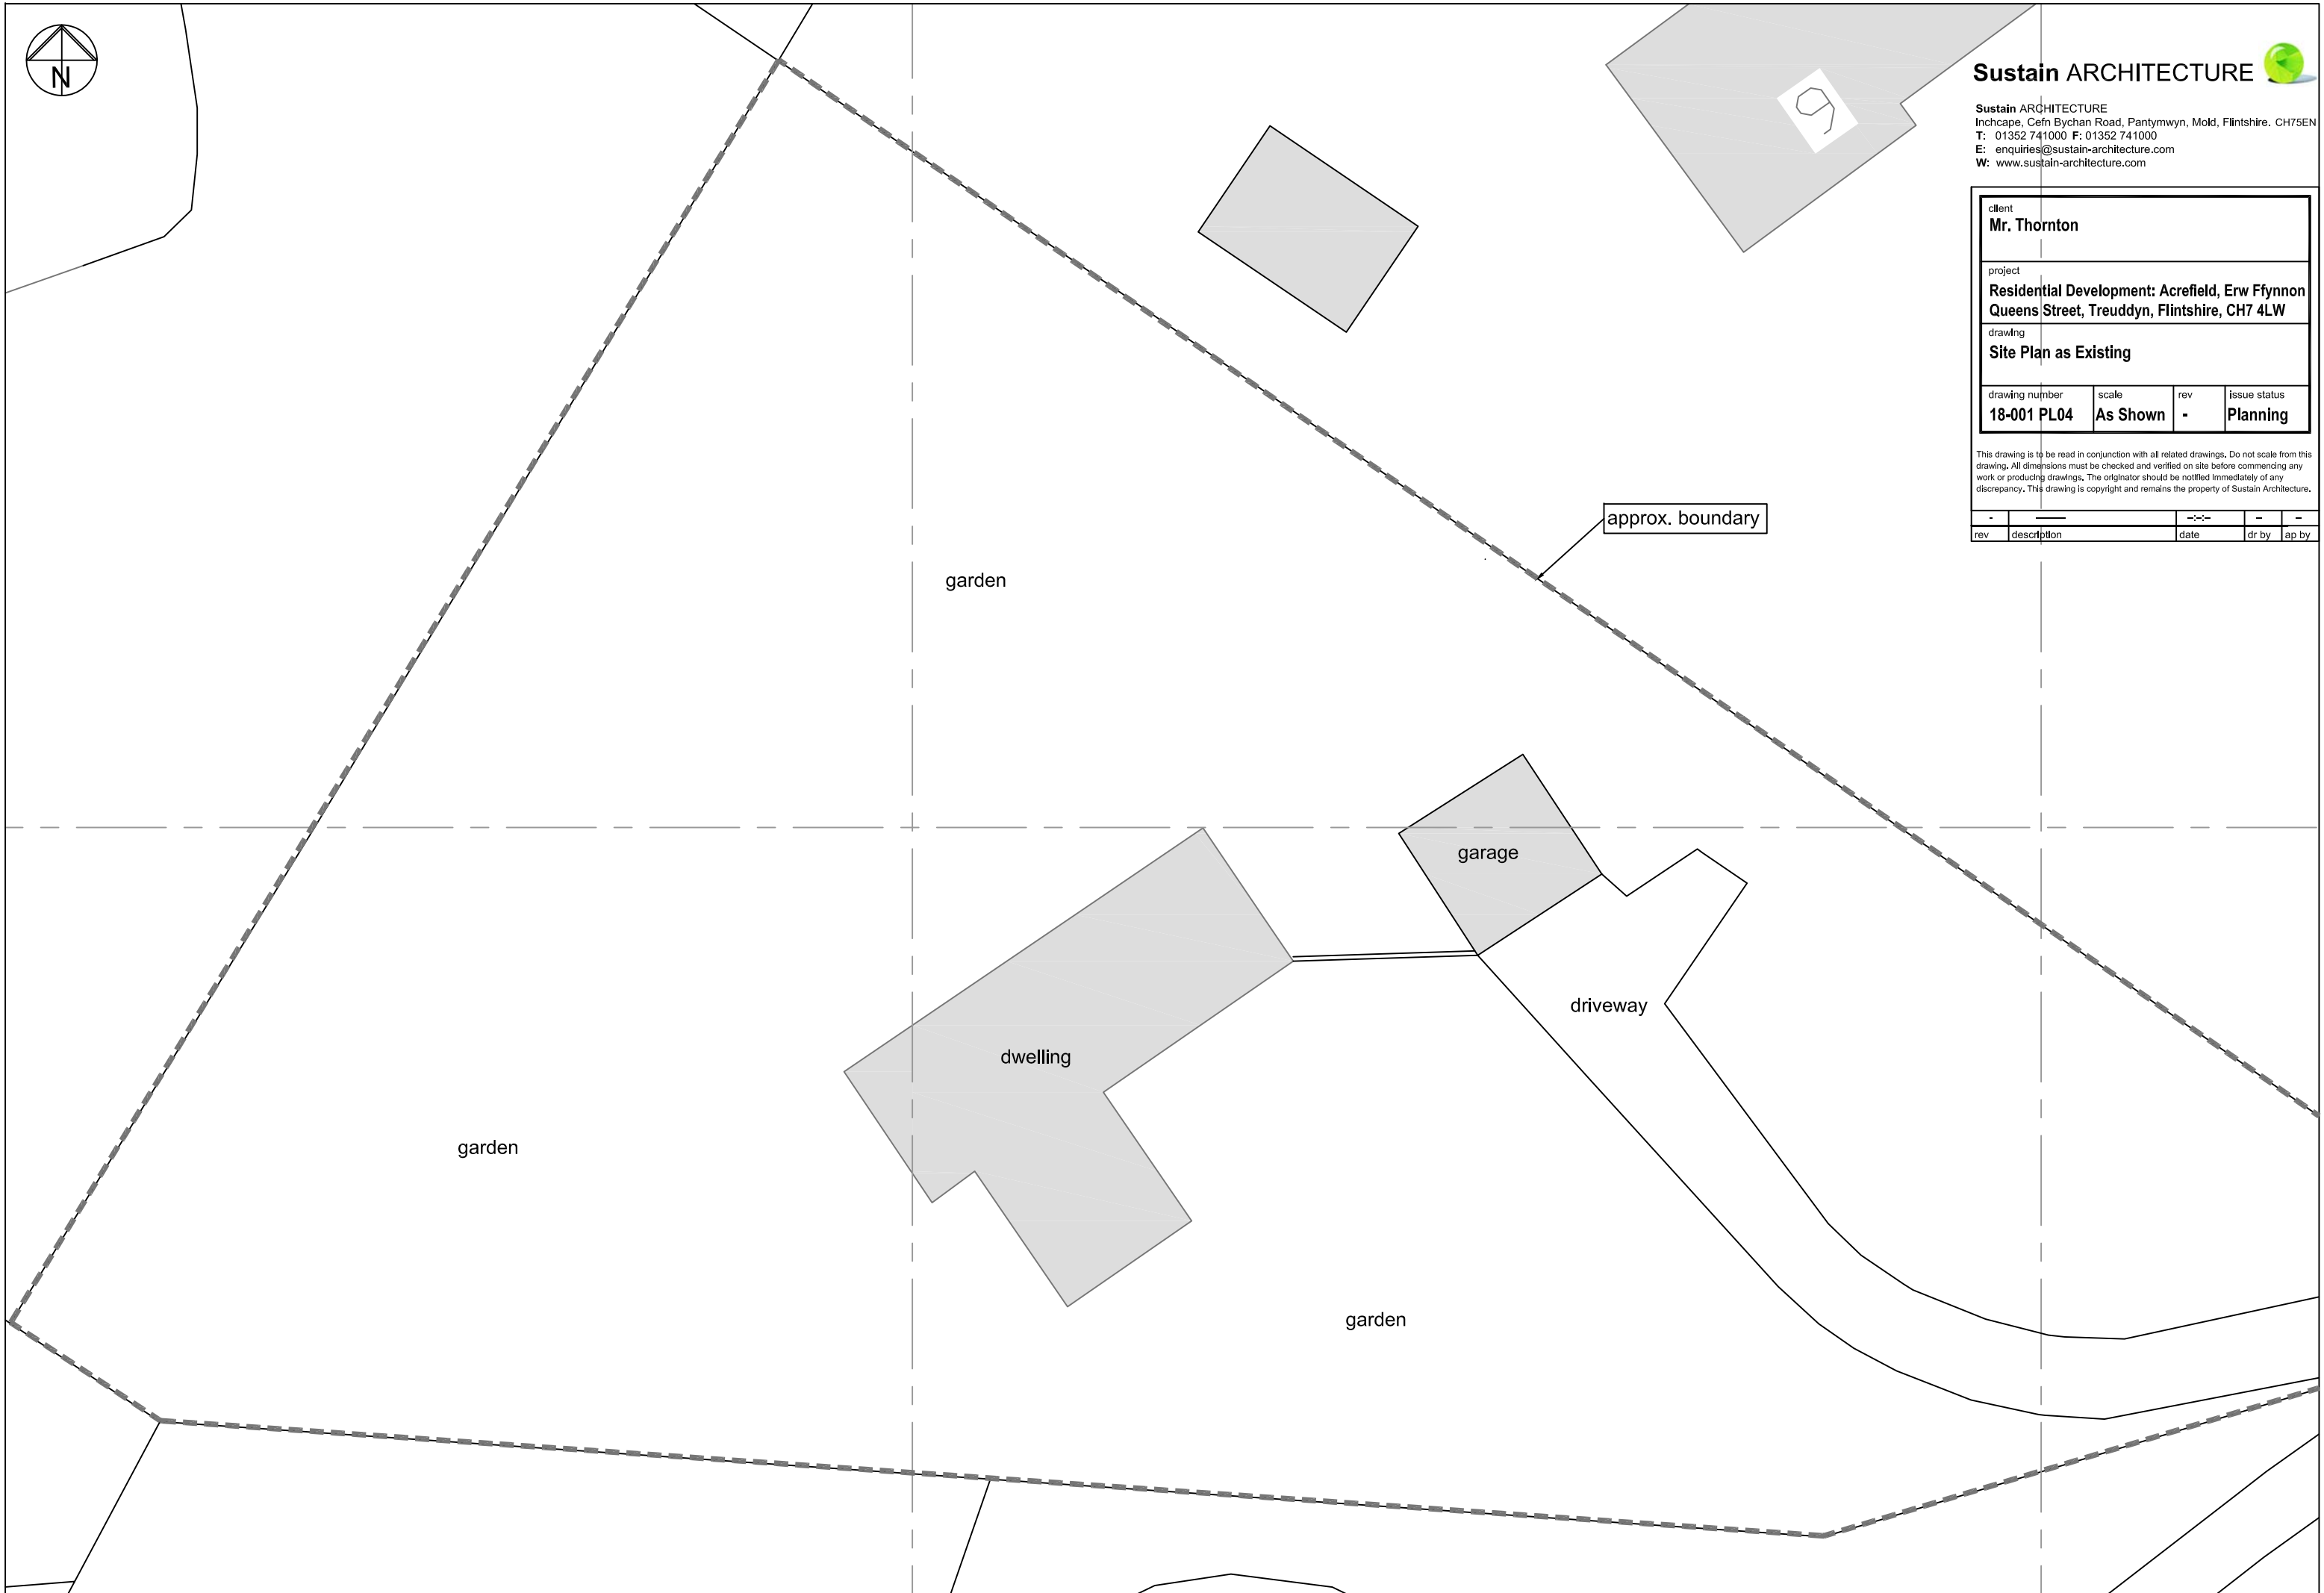 N
Sustain ARCHITECTURE
Sustain ARCHITECTURE
Inchcape, Cefn Bychan Road, Pantymwyn, Mold, Flintshire. CH75EN
T: 01352 741000 F: 01352 741000
E: enquiries@sustain-architecture.com
W: www.sustain-architecture.com
client
Mr. Thornton
project
Residential Development: Acrefield, Erw Ffynnon
Queens Street, Treuddyn, Flintshire, CH7 4LW
drawing
Site Plan as Existing
drawing number scale rev issue status
18-001 PL04 As Shown - Planning
This drawing is to be read in conjunction with all related drawings. Do not scale from this
drawing. All dimensions must be checked and verified on site before commencing any
work or producing drawings. The originator should be notified immediately of any
discrepancy. This drawing is copyright and remains the property of Sustain Architecture.
- —— -:-:- - -
rev description date dr by ap by
9
approx. boundary
garden
garage
driveway
dwelling
garden
garden